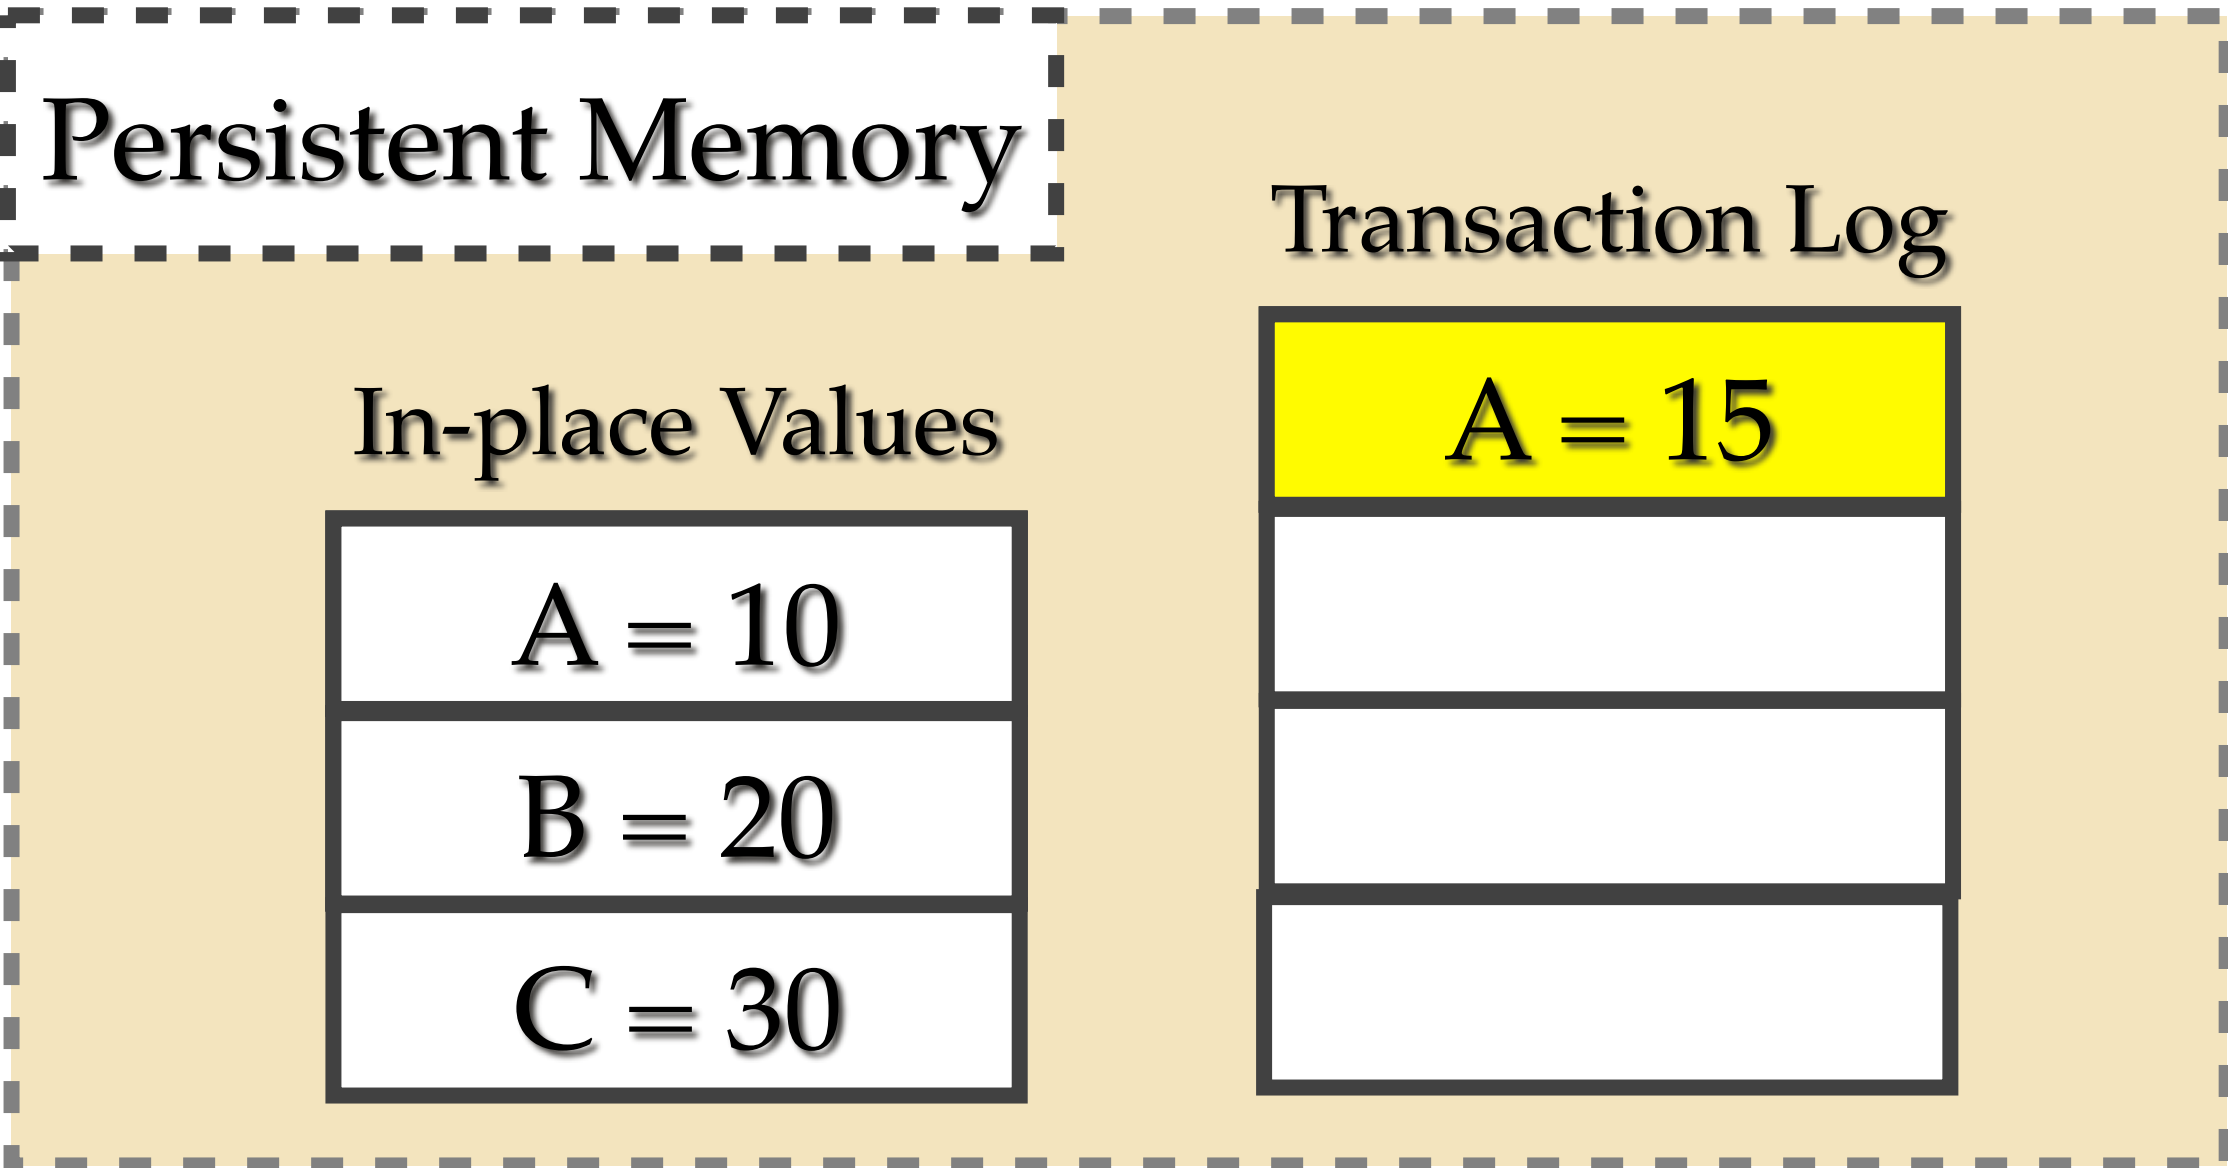 Persistent Memory
In-place Values
A = 10
B = 20
C = 30
Transaction Log
A = 15